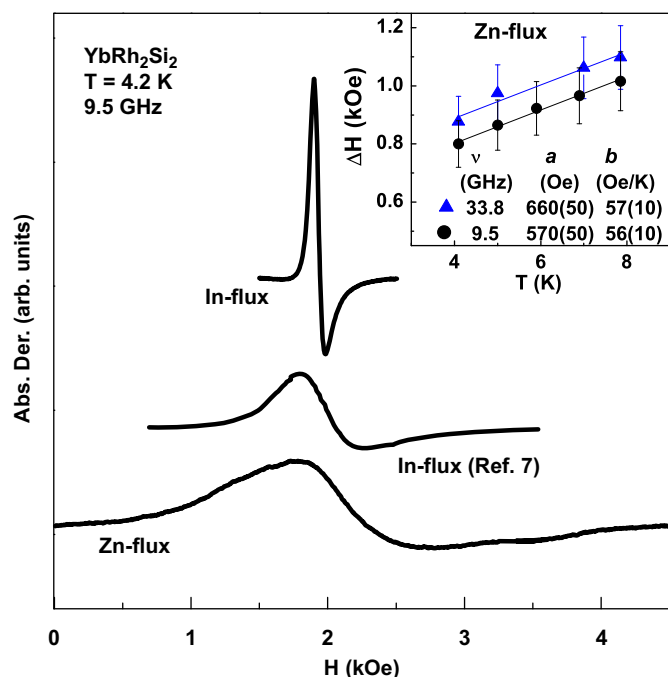 YbRh₂Si₂
T = 4.2 K
9.5 GHz
Zn-flux
ΔH (kOe)
1.2
1.0
0.8
0.6
ν a b
(GHz) (Oe) (Oe/K)
33.8 660(50) 57(10)
9.5 570(50) 56(10)
4 5 6 7 8
T (K)
In-flux
In-flux (Ref. 7)
Zn-flux
Abs. Der. (arb. units)
0 1 2 3 4
H (kOe)